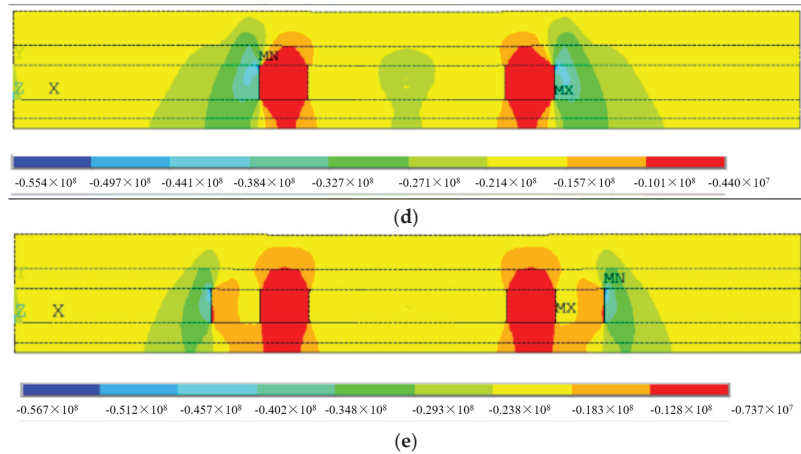 MN
Y
Z X MX
-0.554×10⁸ -0.497×10⁸ -0.441×10⁸ -0.384×10⁸ -0.327×10⁸ -0.271×10⁸ -0.214×10⁸ -0.157×10⁸ -0.101×10⁸ -0.440×10⁷
(d)
Y MN
Z X MX
-0.567×10⁸ -0.512×10⁸ -0.457×10⁸ -0.402×10⁸ -0.348×10⁸ -0.293×10⁸ -0.238×10⁸ -0.183×10⁸ -0.128×10⁸ -0.737×10⁷
(e)